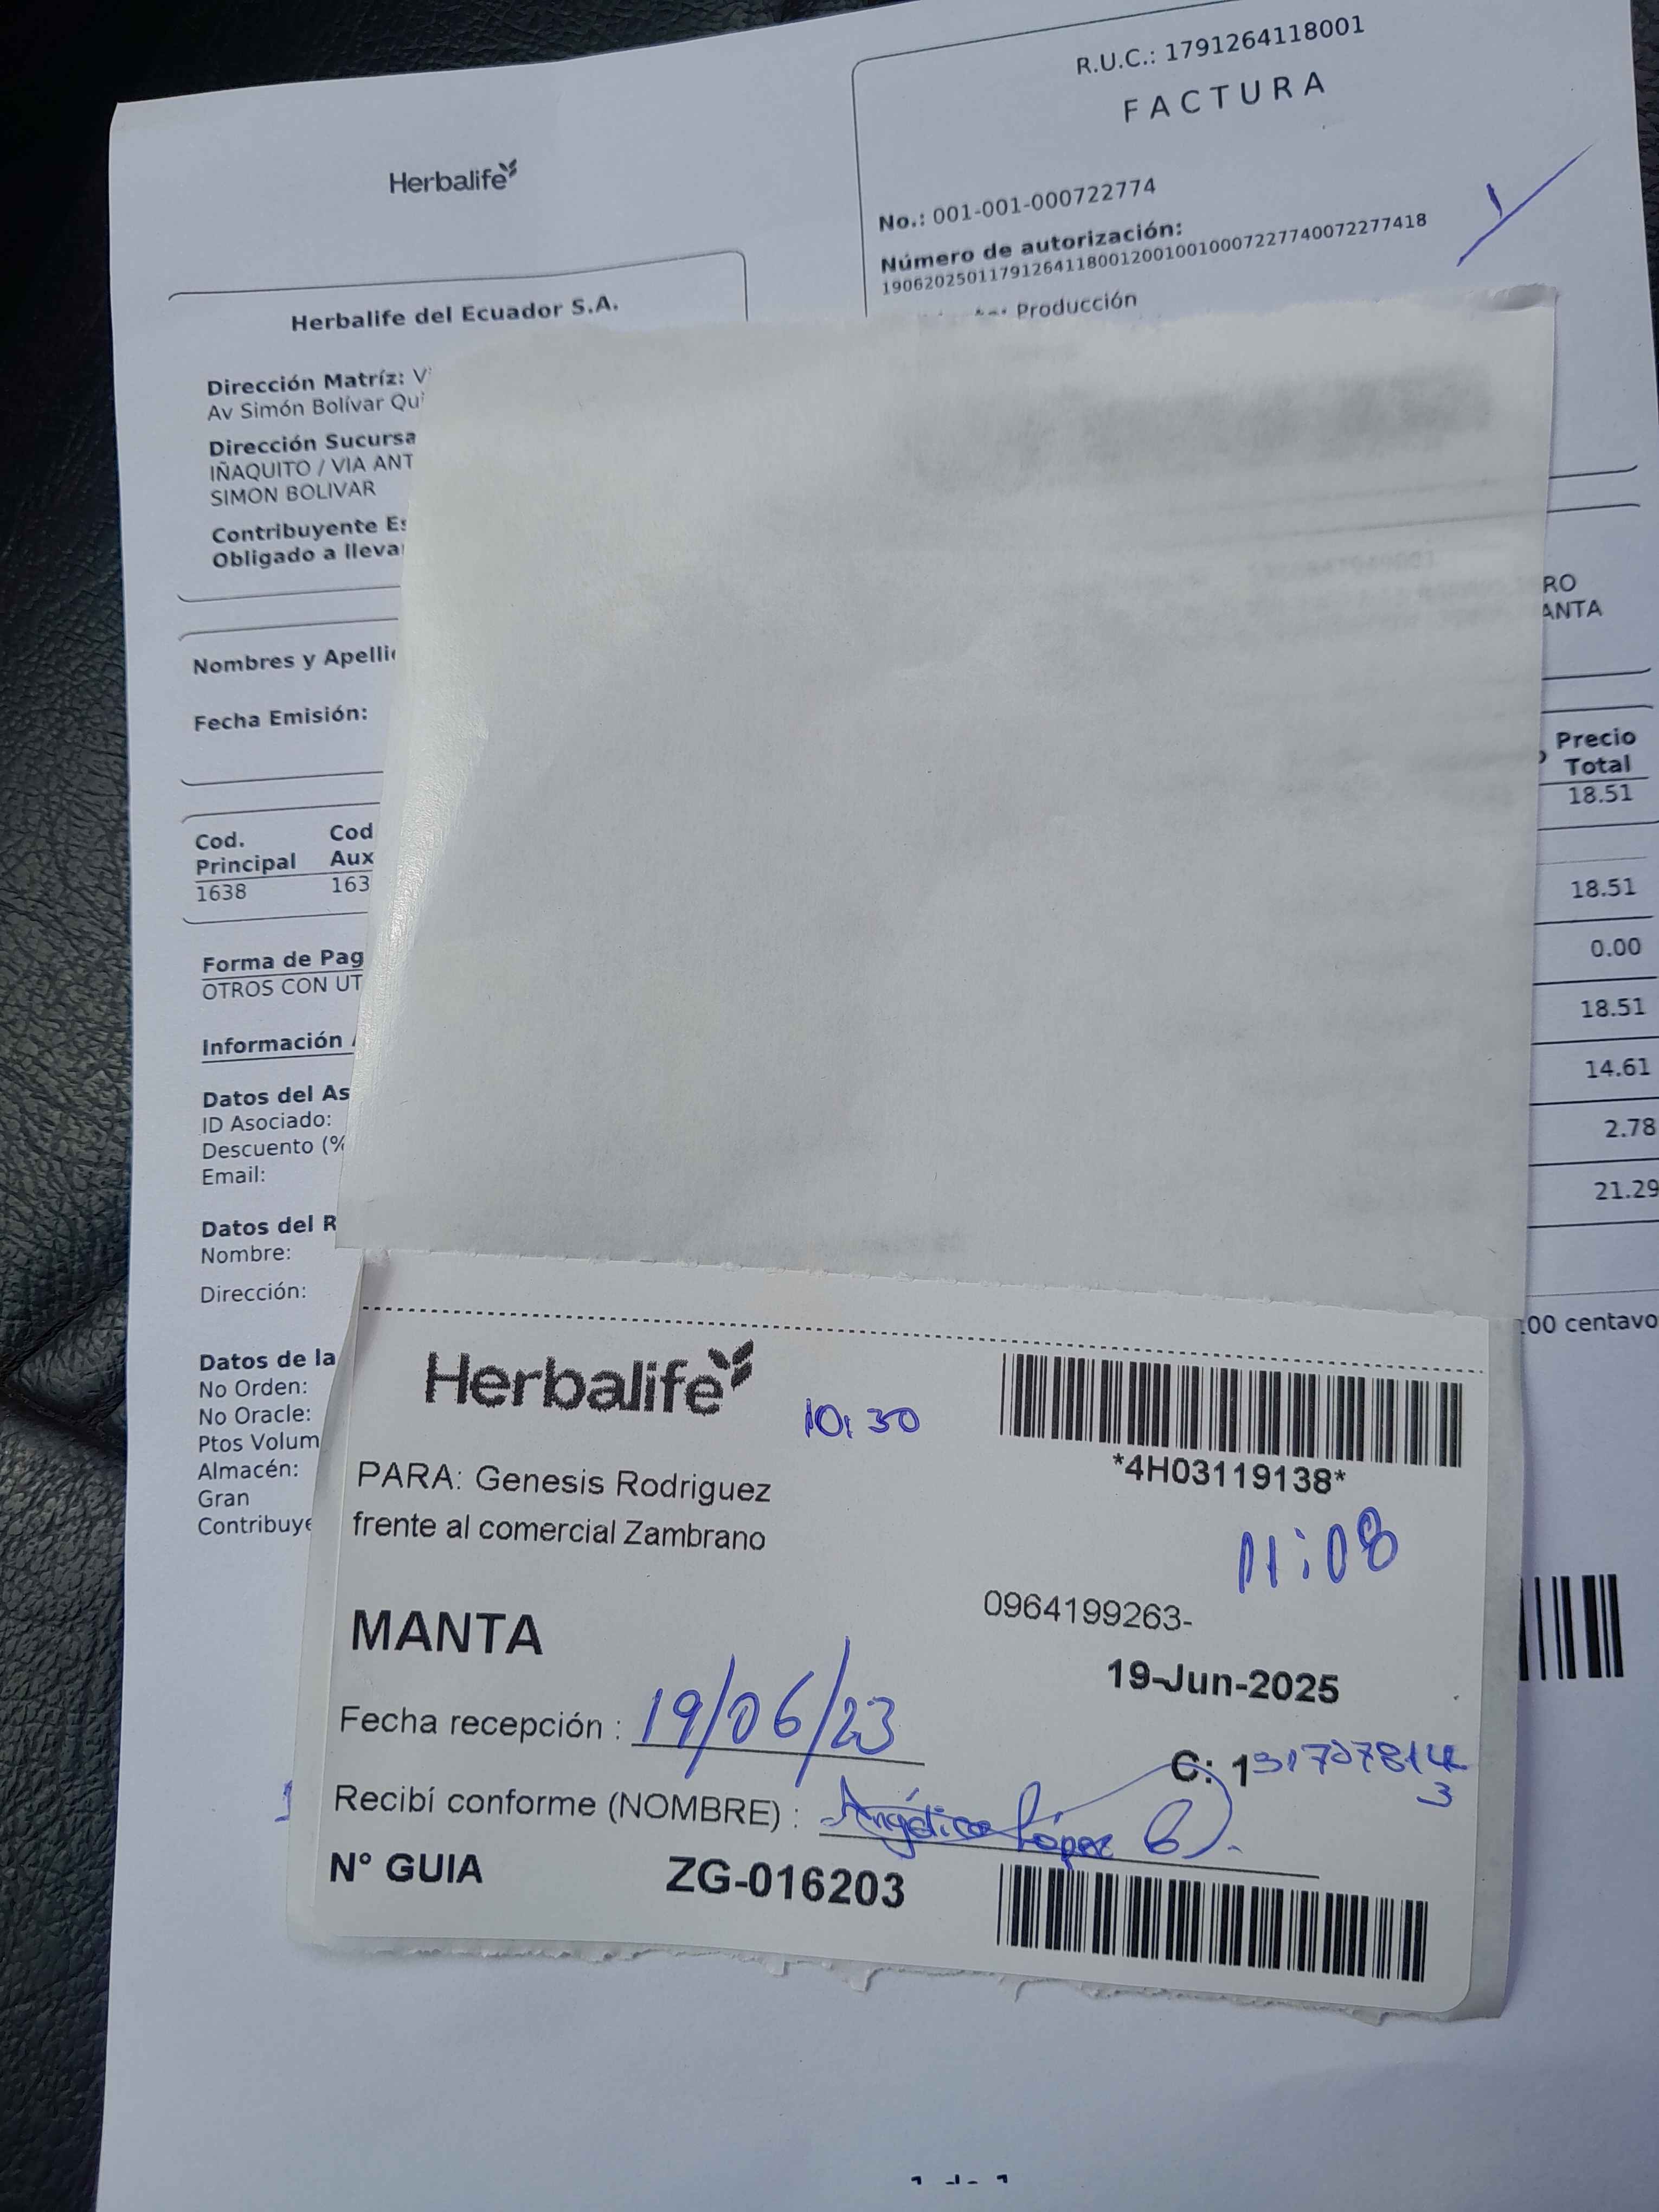 R.U.C.: 1791264118001
FACTURA
Herbalife
No.: 001-001-000722774
Número de autorización:
1906202501179126411800120010010007227740072277418
Producción
Herbalife del Ecuador S.A.
Dirección Matríz: V
Av Simón Bolívar Qu
Dirección Sucursa
IÑAQUITO / VIA ANT
SIMON BOLIVAR
Contribuyente Es
Obligado a lleva
Nombres y Apelli
RO
ANTA
Fecha Emisión:
Precio
Total
18.51
Cod.
Principal
Cod
Aux
1638
163
18.51
0.00
18.51
14.61
2.78
21.29
Forma de Pag
OTROS CON UT
Información
Datos del As
ID Asociado:
Descuento (%
Email:
Datos del R
Nombre:
Dirección:
00 centavo
Datos de la
No Orden:
No Oracle:
Ptos Volum
Almacén:
Gran
Contribuye
Herbalife
10:30
*4H03119138*
PARA: Genesis Rodriguez
frente al comercial Zambrano
11:08
0964199263-
MANTA
19-Jun-2025
Fecha recepción : 19/06/23
C: 1
Recibí conforme (NOMBRE) : Angélica López B.
N° GUIA
ZG-016203